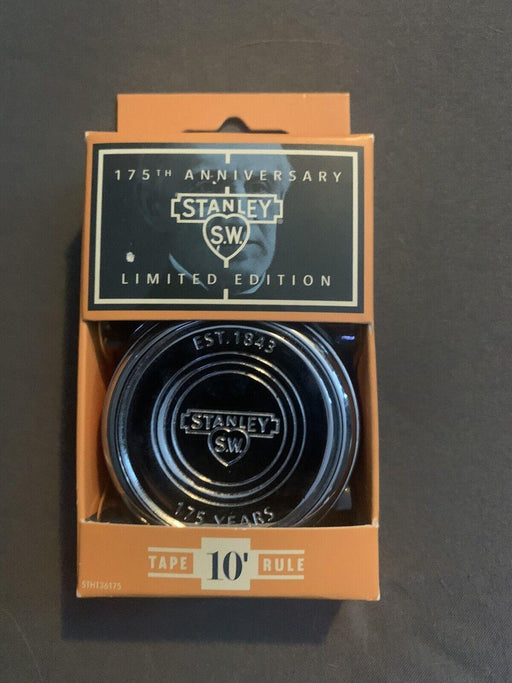 175TH ANNIVERSARY
STANLEY
S.W.
LIMITED EDITION
EST. 1843
STANLEY
S.W.
175 YEARS
TAPE 10' RULE
STHT36175